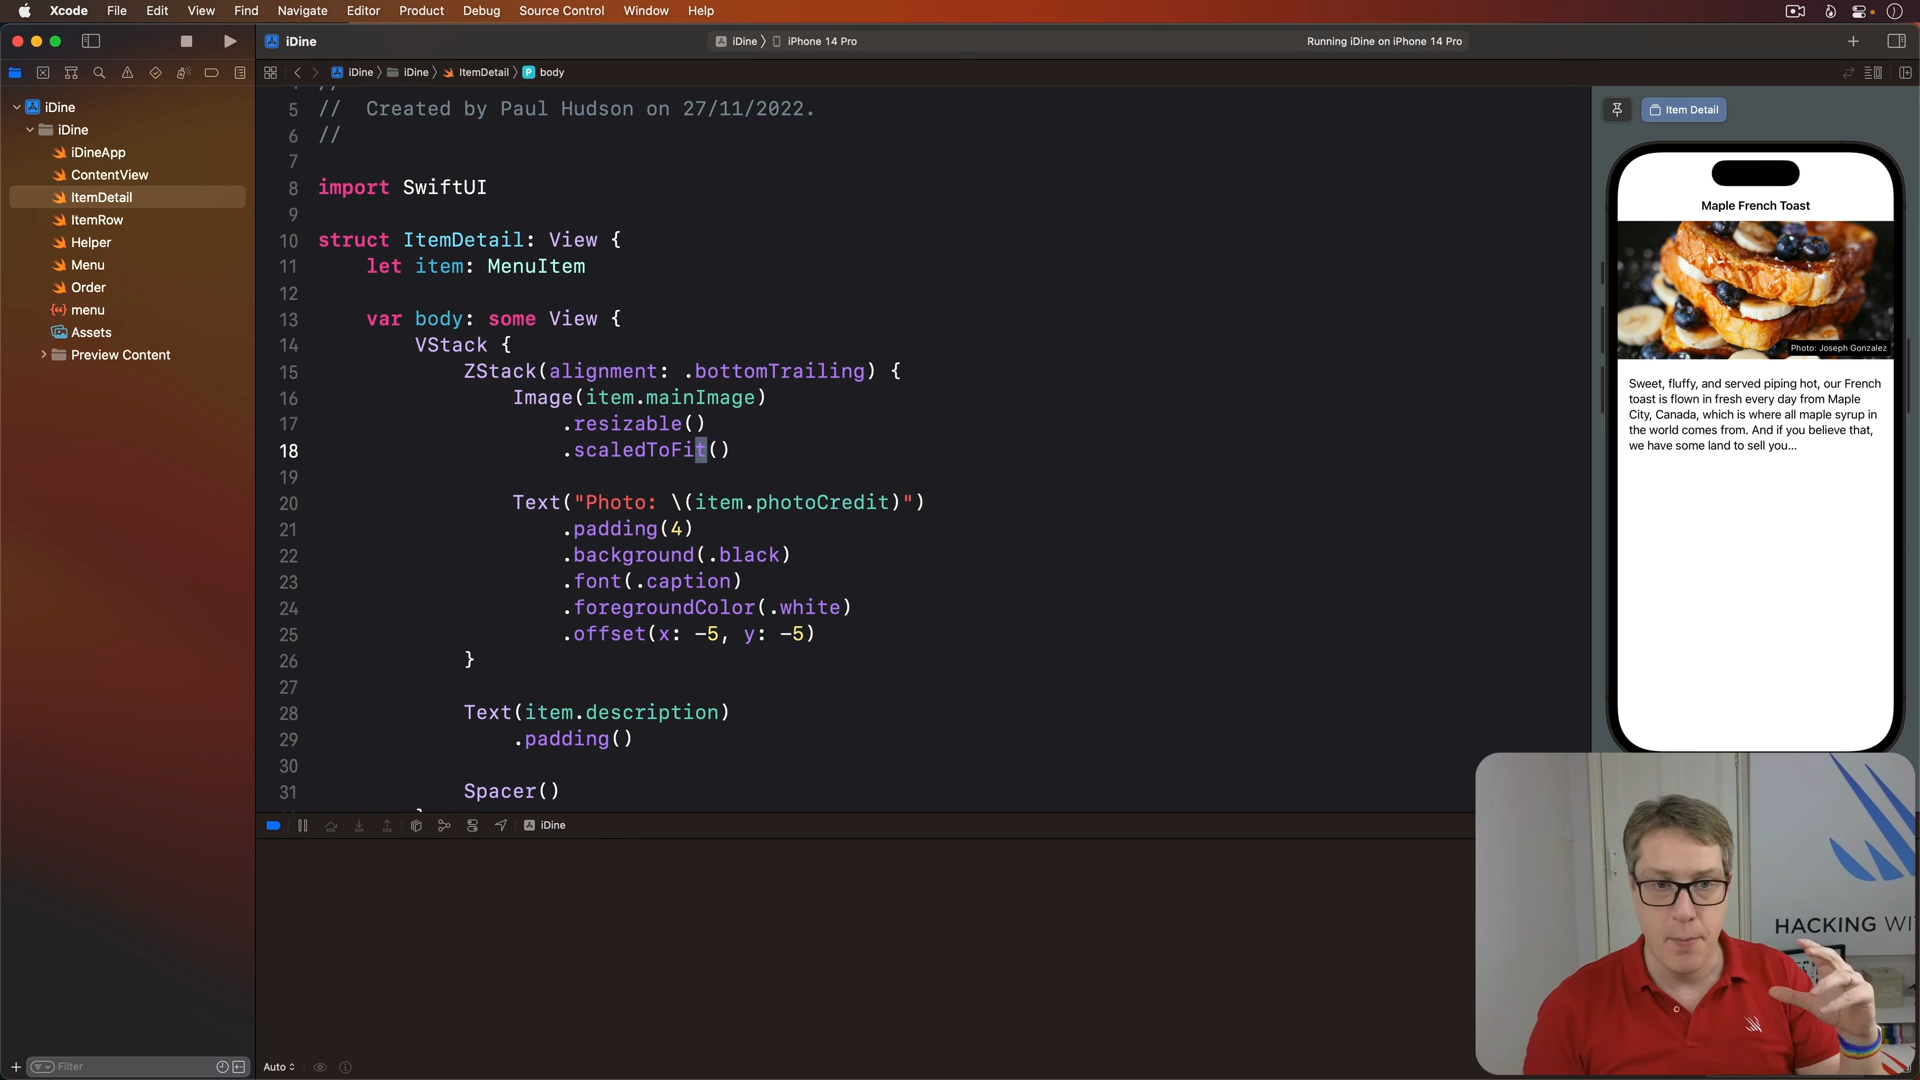 Xcode File Edit View Find Navigate Editor Product Debug Source Control Window Help
iDine
iDine 〉 iPhone 14 Pro
Running iDine on iPhone 14 Pro
iDine 〉 iDine 〉 ItemDetail 〉 P body
iDine
iDine
iDineApp
ContentView
ItemDetail
ItemRow
Helper
Menu
Order
menu
Assets
Preview Content
Filter
5 //  Created by Paul Hudson on 27/11/2022.
6 //
7
8 import SwiftUI
9
10 struct ItemDetail: View {
11     let item: MenuItem
12
13     var body: some View {
14         VStack {
15             ZStack(alignment: .bottomTrailing) {
16                 Image(item.mainImage)
17                     .resizable()
18                     .scaledToFit()
19
20                 Text("Photo: \(item.photoCredit)")
21                     .padding(4)
22                     .background(.black)
23                     .font(.caption)
24                     .foregroundColor(.white)
25                     .offset(x: -5, y: -5)
26             }
27
28             Text(item.description)
29                 .padding()
30
31             Spacer()
iDine
Auto
Item Detail
Maple French Toast
Photo: Joseph Gonzalez
Sweet, fluffy, and served piping hot, our French
toast is flown in fresh every day from Maple
City, Canada, which is where all maple syrup in
the world comes from. And if you believe that,
we have some land to sell you...
HACKING WI